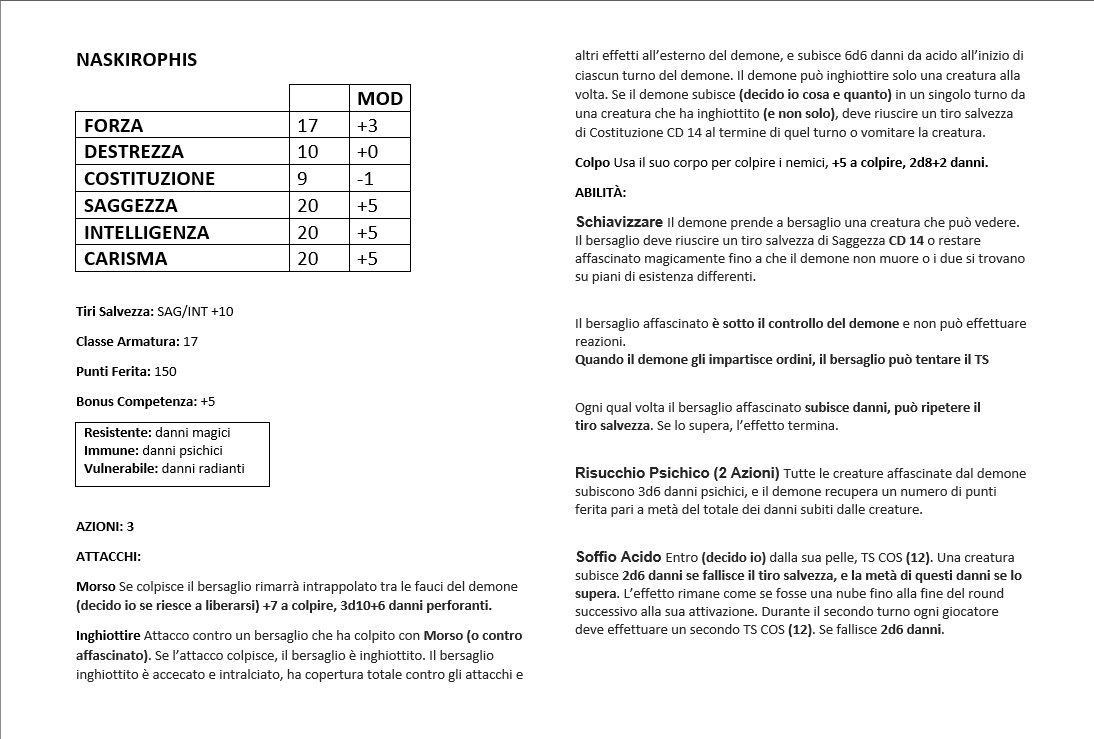 NASKIROPHIS
MOD
FORZA 17 +3
DESTREZZA 10 +0
COSTITUZIONE 9 -1
SAGGEZZA 20 +5
INTELLIGENZA 20 +5
CARISMA 20 +5
Tiri Salvezza: SAG/INT +10
Classe Armatura: 17
Punti Ferita: 150
Bonus Competenza: +5
Resistente: danni magici
Immune: danni psichici
Vulnerabile: danni radianti
AZIONI: 3
ATTACCHI:
Morso Se colpisce il bersaglio rimarrà intrappolato tra le fauci del demone
(decido io se riesce a liberarsi) +7 a colpire, 3d10+6 danni perforanti.
Inghiottire Attacco contro un bersaglio che ha colpito con Morso (o contro
affascinato). Se l’attacco colpisce, il bersaglio è inghiottito. Il bersaglio
inghiottito è accecato e intralciato, ha copertura totale contro gli attacchi e
altri effetti all’esterno del demone, e subisce 6d6 danni da acido all’inizio di
ciascun turno del demone. Il demone può inghiottire solo una creatura alla
volta. Se il demone subisce (decido io cosa e quanto) in un singolo turno da
una creatura che ha inghiottito (e non solo), deve riuscire un tiro salvezza
di Costituzione CD 14 al termine di quel turno o vomitare la creatura.
Colpo Usa il suo corpo per colpire i nemici, +5 a colpire, 2d8+2 danni.
ABILITÀ:
Schiavizzare Il demone prende a bersaglio una creatura che può vedere.
Il bersaglio deve riuscire un tiro salvezza di Saggezza CD 14 o restare
affascinato magicamente fino a che il demone non muore o i due si trovano
su piani di esistenza differenti.
Il bersaglio affascinato è sotto il controllo del demone e non può effettuare
reazioni.
Quando il demone gli impartisce ordini, il bersaglio può tentare il TS
Ogni qual volta il bersaglio affascinato subisce danni, può ripetere il
tiro salvezza. Se lo supera, l’effetto termina.
Risucchio Psichico (2 Azioni) Tutte le creature affascinate dal demone
subiscono 3d6 danni psichici, e il demone recupera un numero di punti
ferita pari a metà del totale dei danni subiti dalle creature.
Soffio Acido Entro (decido io) dalla sua pelle, TS COS (12). Una creatura
subisce 2d6 danni se fallisce il tiro salvezza, e la metà di questi danni se lo
supera. L’effetto rimane come se fosse una nube fino alla fine del round
successivo alla sua attivazione. Durante il secondo turno ogni giocatore
deve effettuare un secondo TS COS (12). Se fallisce 2d6 danni.